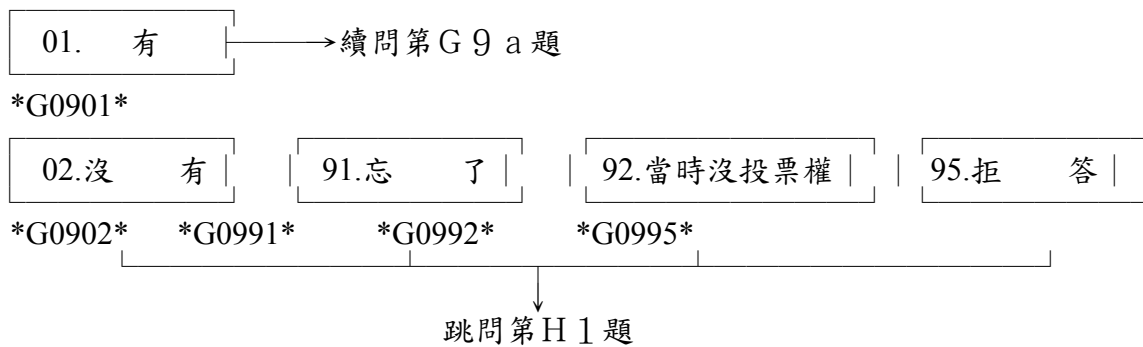 01. 有 續問第Ｇ９ａ題
*G0901*
02.沒 有 91.忘 了 92.當時沒投票權 95.拒 答
*G0902* *G0991* *G0992* *G0995*
跳問第Ｈ１題